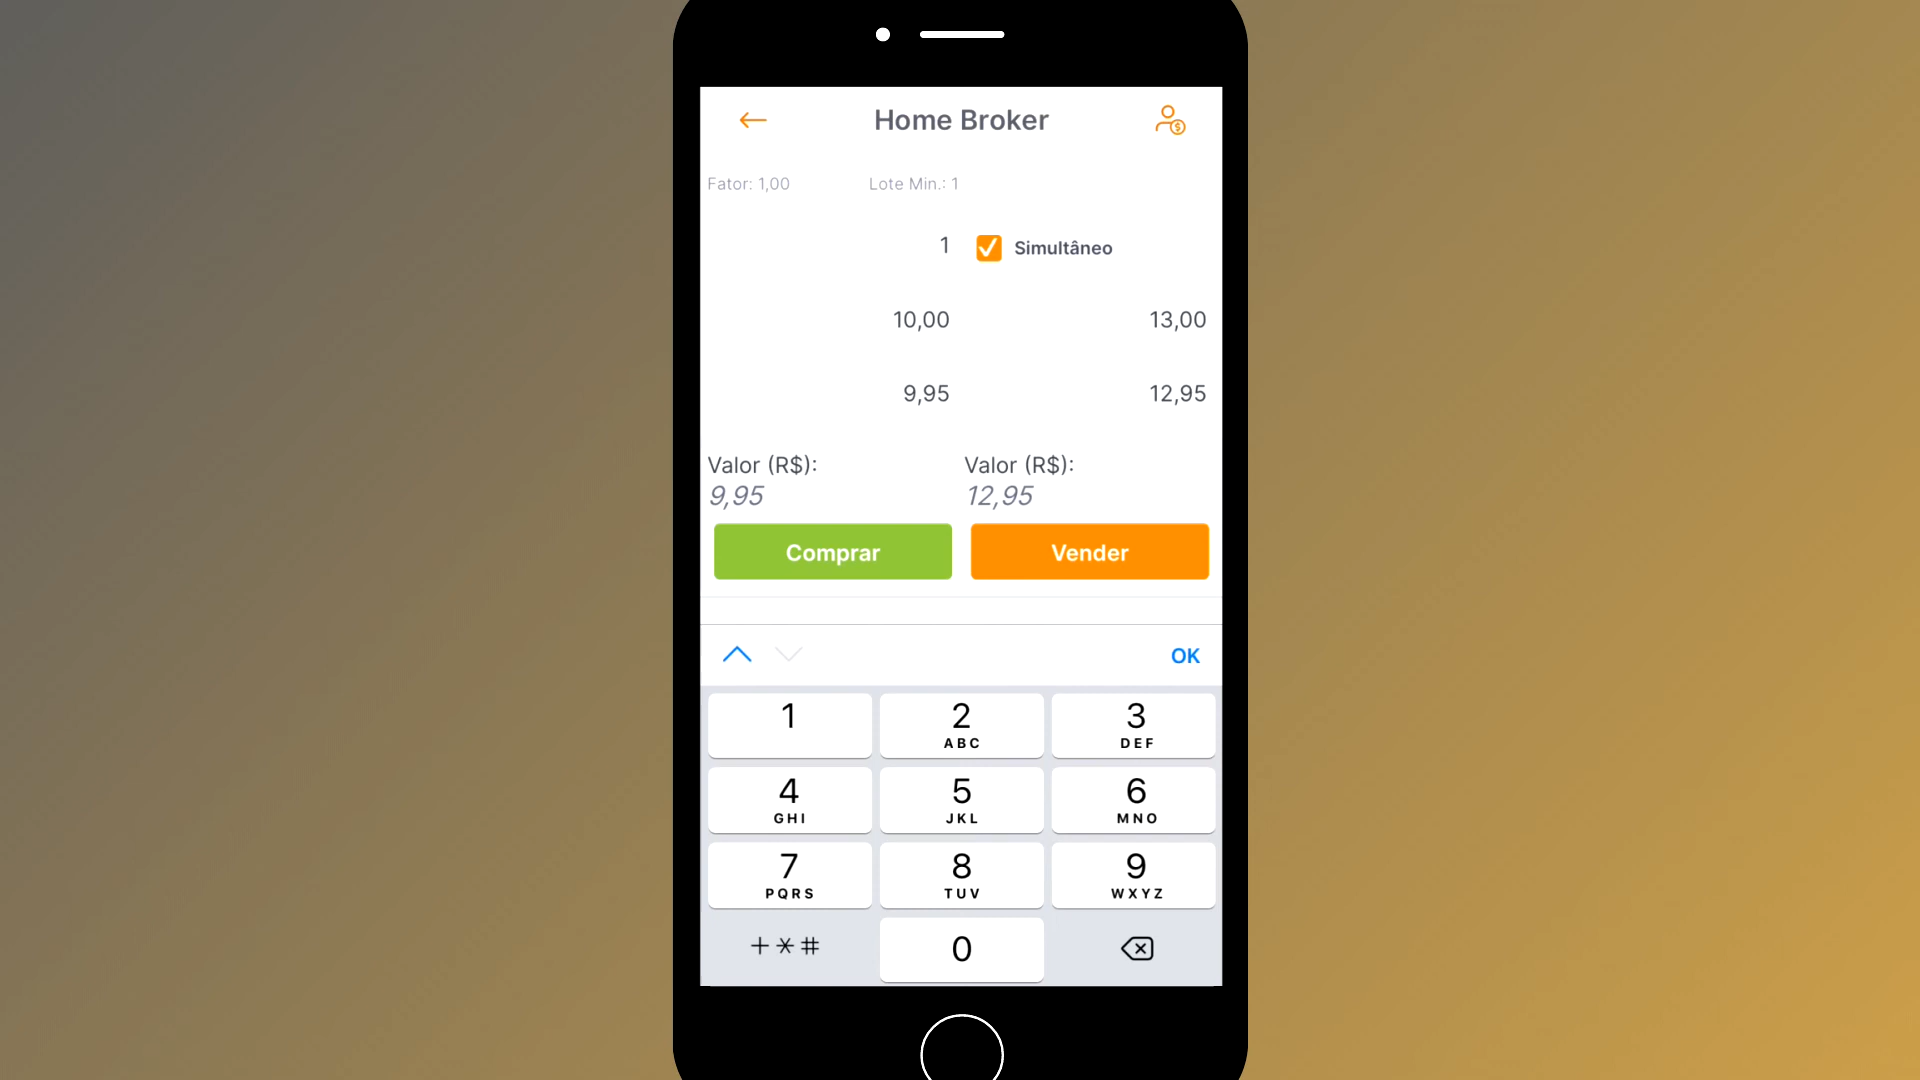 Home Broker
Fator: 1,00 Lote Min.: 1
1 Simultâneo
10,00 13,00
9,95 12,95
Valor (R$): Valor (R$):
9,95 12,95
Comprar Vender
OK
1 2 3
ABC DEF
4 5 6
GHI JKL MNO
7 8 9
PQRS TUV WXYZ
+*# 0